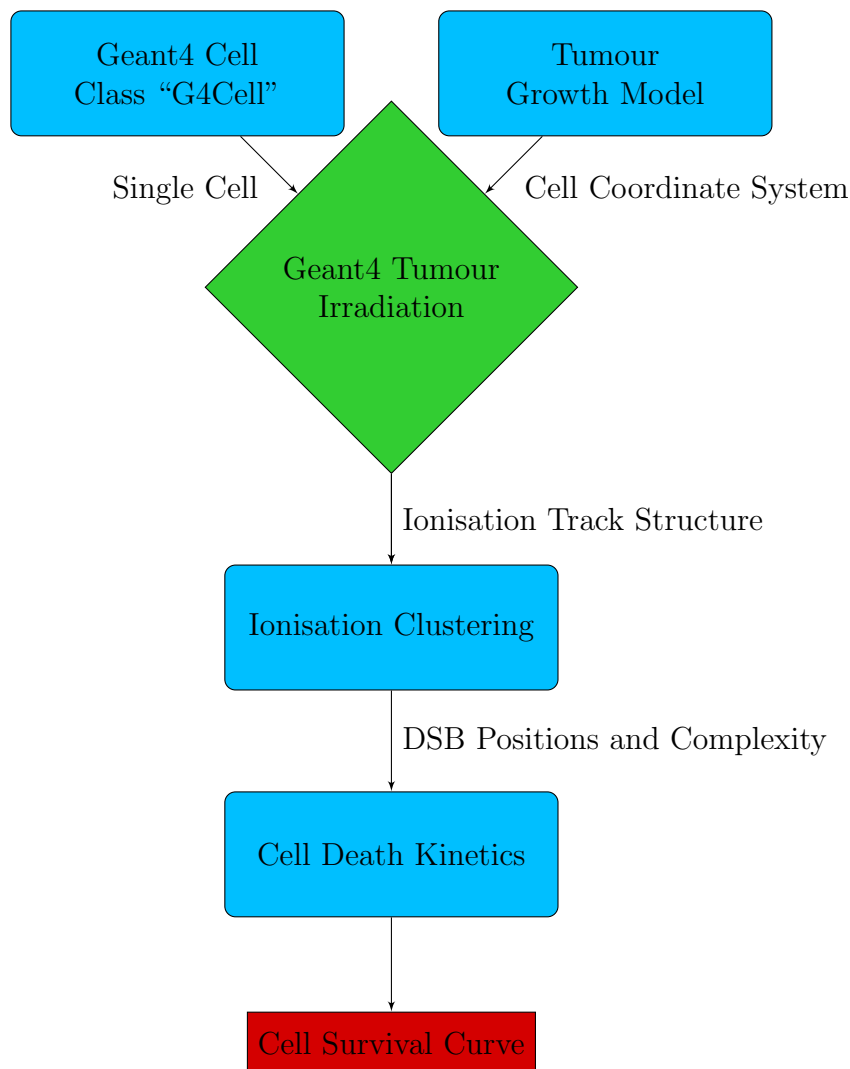 Geant4 Cell
Class “G4Cell”
Tumour
Growth Model
Single Cell
Cell Coordinate System
Geant4 Tumour
Irradiation
Ionisation Track Structure
Ionisation Clustering
DSB Positions and Complexity
Cell Death Kinetics
Cell Survival Curve